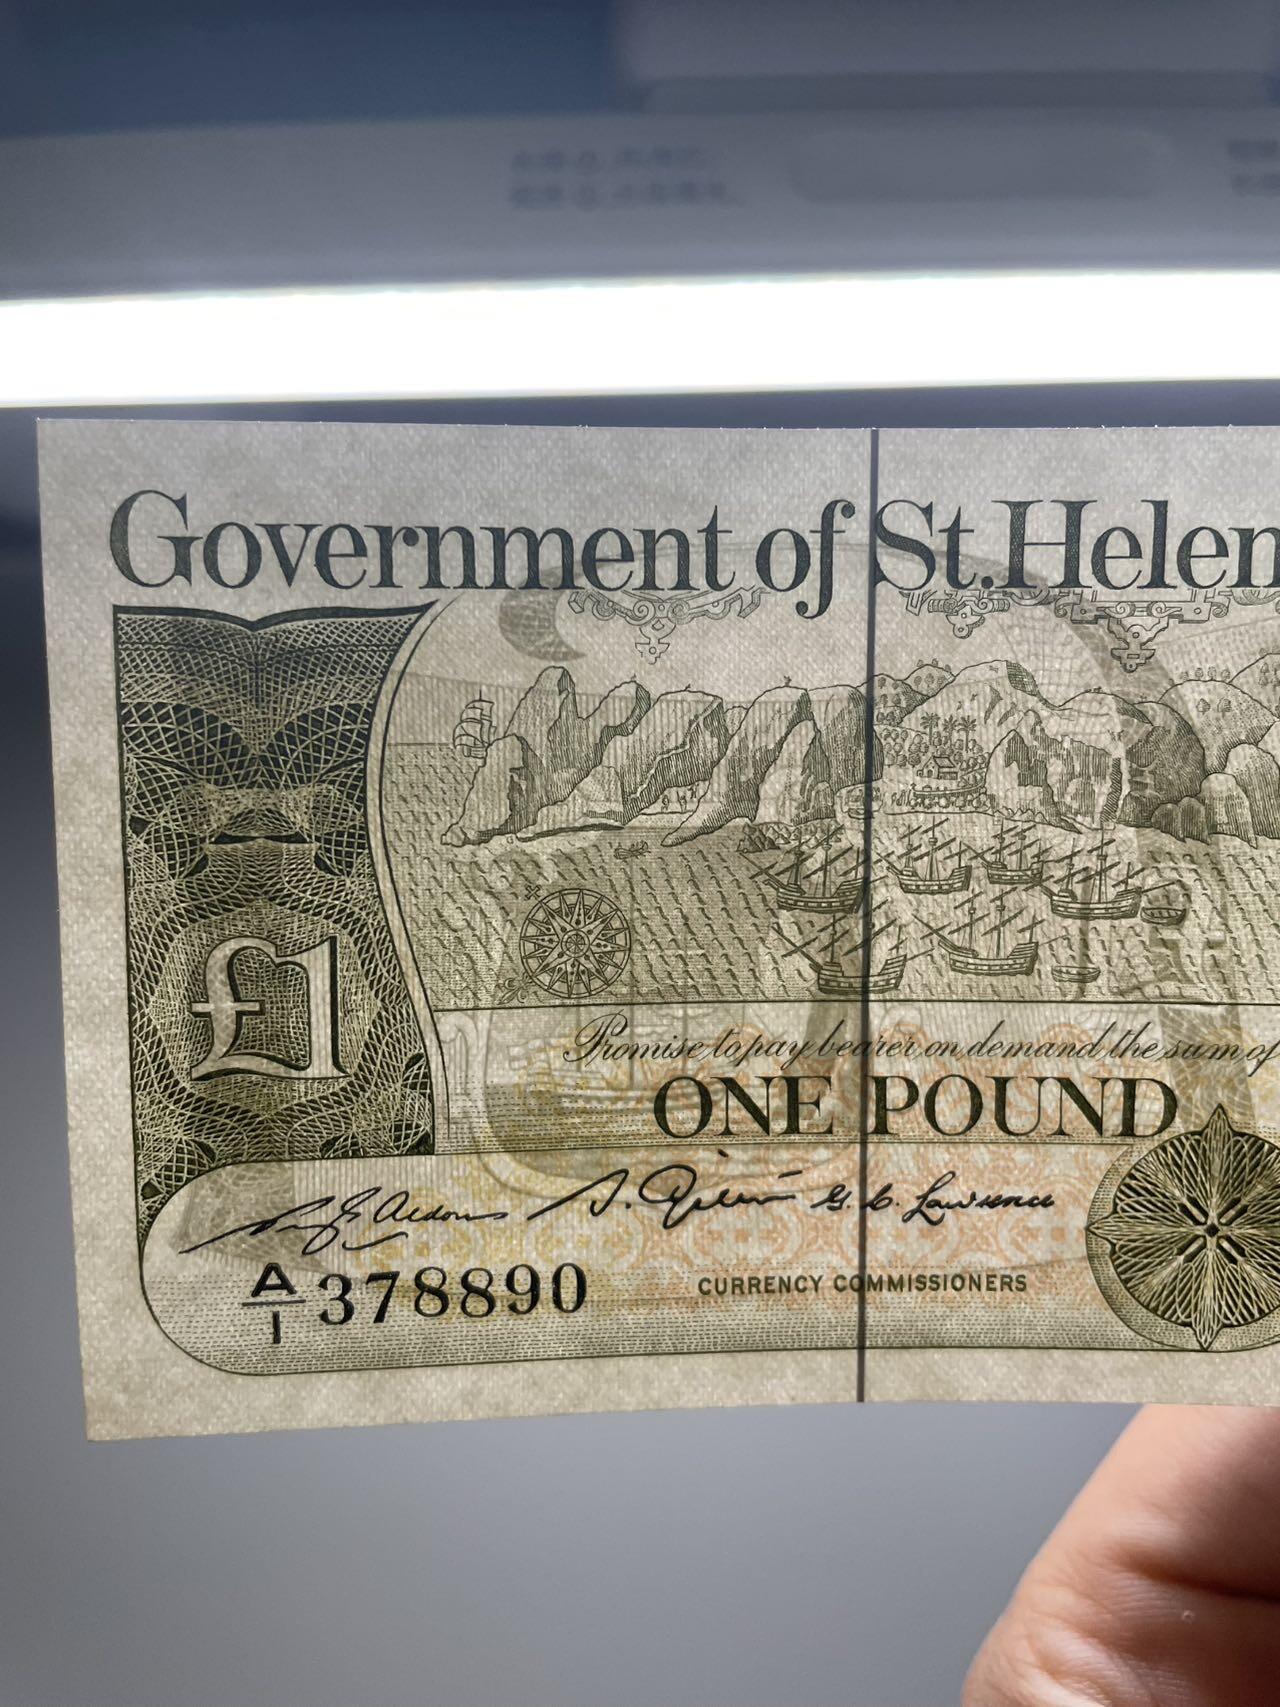 Government of St. Helen
£1
Promise to pay bearer on demand the sum of
ONE POUND
G. C. Lawrence
A/1 378890
CURRENCY COMMISSIONERS